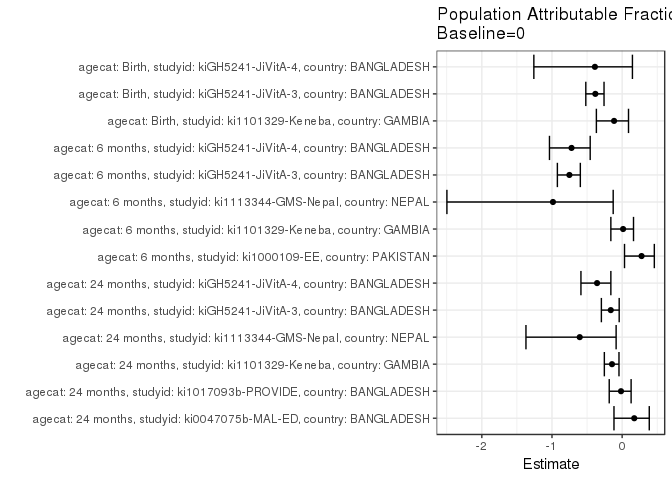 Population Attributable Fractio
Baseline=0
agecat: Birth, studyid: kiGH5241-JiVitA-4, country: BANGLADESH
agecat: Birth, studyid: kiGH5241-JiVitA-3, country: BANGLADESH
agecat: Birth, studyid: ki1101329-Keneba, country: GAMBIA
agecat: 6 months, studyid: kiGH5241-JiVitA-4, country: BANGLADESH
agecat: 6 months, studyid: kiGH5241-JiVitA-3, country: BANGLADESH
agecat: 6 months, studyid: ki1113344-GMS-Nepal, country: NEPAL
agecat: 6 months, studyid: ki1101329-Keneba, country: GAMBIA
agecat: 6 months, studyid: ki1000109-EE, country: PAKISTAN
agecat: 24 months, studyid: kiGH5241-JiVitA-4, country: BANGLADESH
agecat: 24 months, studyid: kiGH5241-JiVitA-3, country: BANGLADESH
agecat: 24 months, studyid: ki1113344-GMS-Nepal, country: NEPAL
agecat: 24 months, studyid: ki1101329-Keneba, country: GAMBIA
agecat: 24 months, studyid: ki1017093b-PROVIDE, country: BANGLADESH
agecat: 24 months, studyid: ki0047075b-MAL-ED, country: BANGLADESH
-2 -1 0
Estimate